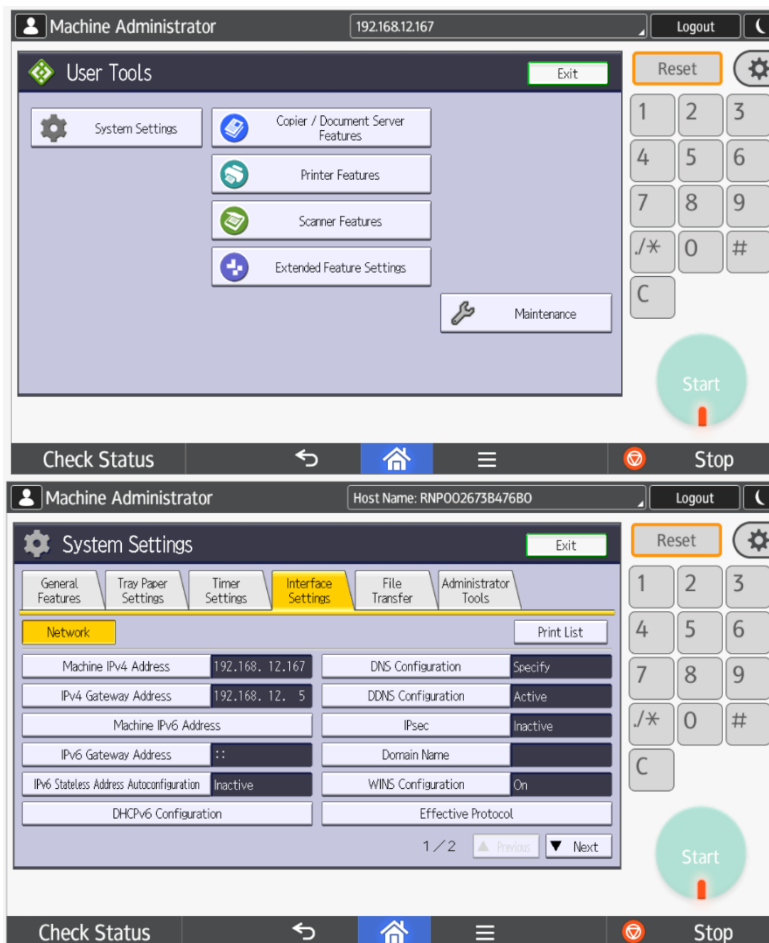 Machine Administrator
192.168.12.167
Logout
User Tools
Exit
Reset
System Settings
Copier / Document Server
Features
Printer Features
Scanner Features
Extended Feature Settings
Maintenance
1
2
3
4
5
6
7
8
9
./*
0
#
C
Start
Check Status
Stop
Machine Administrator
Host Name: RNP002673B476B0
Logout
System Settings
Exit
Reset
General
Features
Tray Paper
Settings
Timer
Settings
Interface
Settings
File
Transfer
Administrator
Tools
Network
Print List
Machine IPv4 Address 192.168. 12.167
DNS Configuration Specify
IPv4 Gateway Address 192.168. 12. 5
DDNS Configuration Active
Machine IPv6 Address
IPsec Inactive
IPv6 Gateway Address ::
Domain Name
IPv6 Stateless Address Autoconfiguration Inactive
WINS Configuration On
DHCPv6 Configuration
Effective Protocol
1/2
▲ Previous
▼ Next
1
2
3
4
5
6
7
8
9
./*
0
#
C
Start
Check Status
Stop